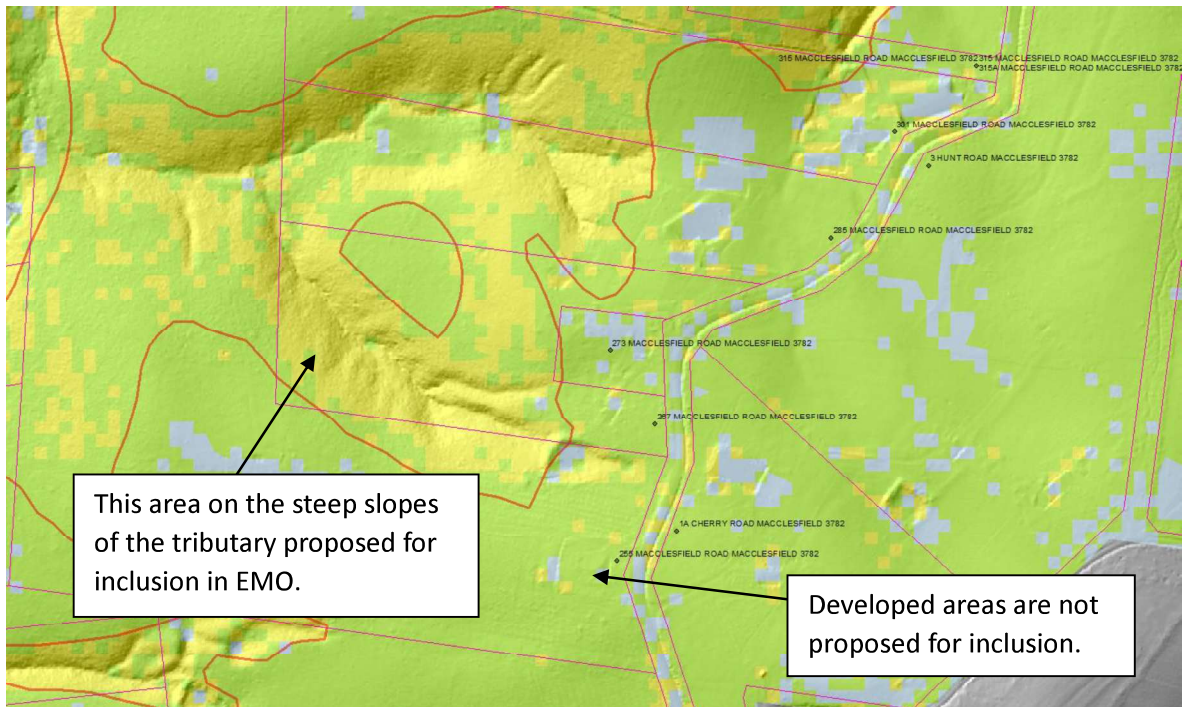 315 MACCLESFIELD ROAD MACCLESFIELD 3782
315 MACCLESFIELD ROAD MACCLESFIELD 3782
315A MACCLESFIELD ROAD MACCLESFIELD 3782
301 MACCLESFIELD ROAD MACCLESFIELD 3782
3 HUNT ROAD MACCLESFIELD 3782
285 MACCLESFIELD ROAD MACCLESFIELD 3782
273 MACCLESFIELD ROAD MACCLESFIELD 3782
267 MACCLESFIELD ROAD MACCLESFIELD 3782
This area on the steep slopes
of the tributary proposed for
inclusion in EMO.
1A CHERRY ROAD MACCLESFIELD 3782
255 MACCLESFIELD ROAD MACCLESFIELD 3782
Developed areas are not
proposed for inclusion.